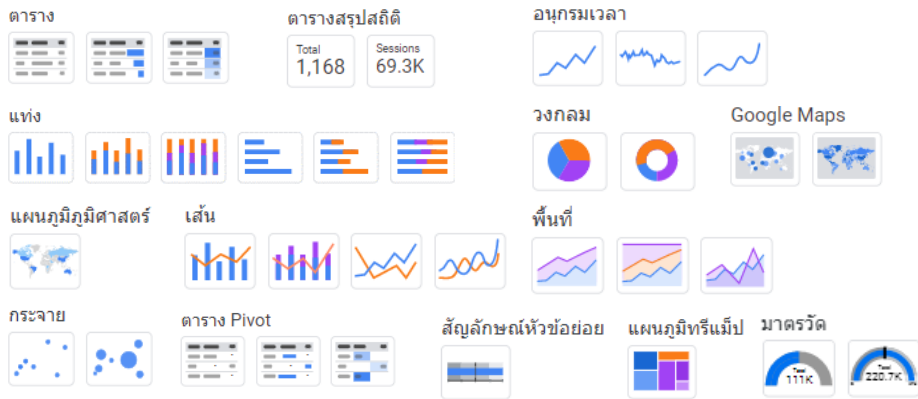 ตาราง
ตารางสรุปสถิติ
อนุกรมเวลา
Total
1,168
Sessions
69.3K
แท่ง
วงกลม
Google Maps
แผนภูมิภูมิศาสตร์
เส้น
พื้นที่
กระจาย
ตาราง Pivot
สัญลักษณ์หัวข้อย่อย
แผนภูมิทรีแม็ป
มาตรวัด
Total
111K
Total
220.7K